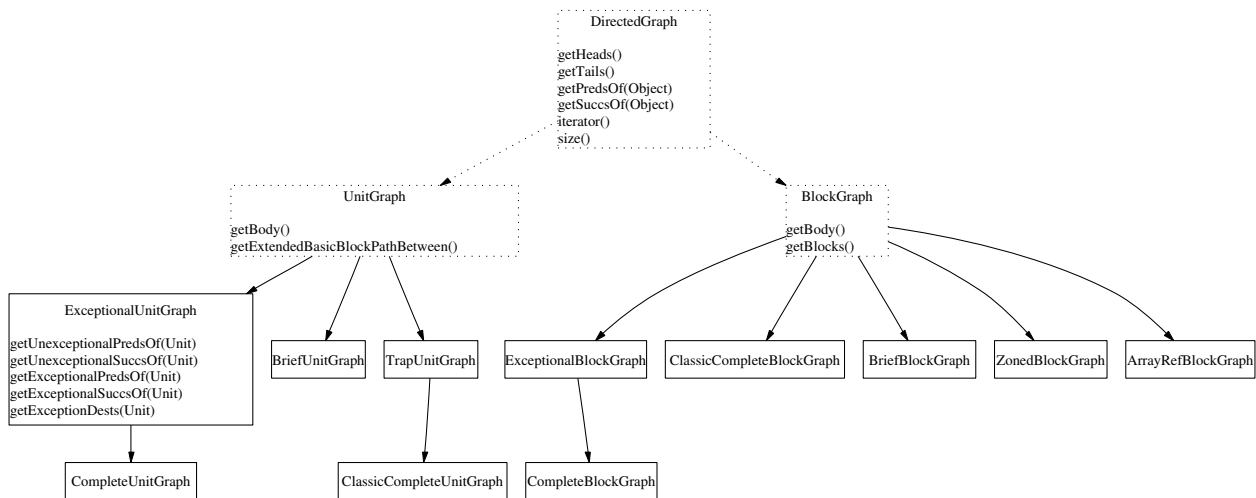 DirectedGraph
getHeads()
getTails()
getPredsOf(Object)
getSuccsOf(Object)
iterator()
size()
UnitGraph
getBody()
getExtendedBasicBlockPathBetween()
BlockGraph
getBody()
getBlocks()
ExceptionalUnitGraph
getUnexceptionalPredsOf(Unit)
getUnexceptionalSuccsOf(Unit)
getExceptionalPredsOf(Unit)
getExceptionalSuccsOf(Unit)
getExceptionDests(Unit)
BriefUnitGraph
TrapUnitGraph
ExceptionalBlockGraph
ClassicCompleteBlockGraph
BriefBlockGraph
ZonedBlockGraph
ArrayRefBlockGraph
CompleteUnitGraph
ClassicCompleteUnitGraph
CompleteBlockGraph